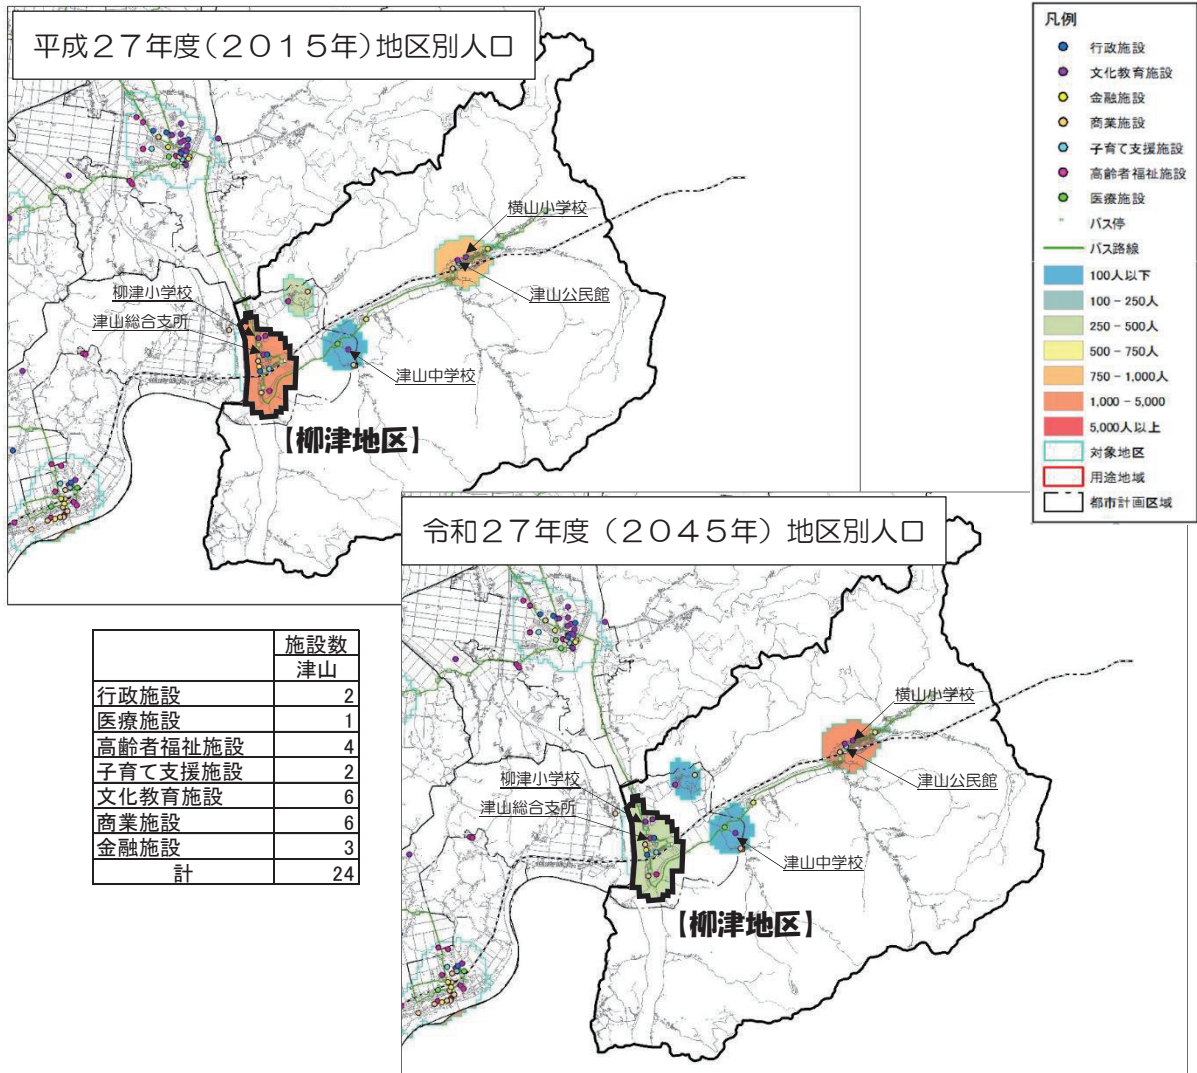 平成２７年度（２０１５年）地区別人口
横山小学校
津山公民館
柳津小学校
津山総合支所
津山中学校
【柳津地区】
凡例
行政施設
文化教育施設
金融施設
商業施設
子育て支援施設
高齢者福祉施設
医療施設
バス停
バス路線
100人以下
100 − 250人
250 − 500人
500 − 750人
750 − 1,000人
1,000 − 5,000
5,000人以上
対象地区
用途地域
都市計画区域
令和２７年度（２０４５年）地区別人口
横山小学校
津山公民館
柳津小学校
津山総合支所
津山中学校
【柳津地区】
施設数
津山
行政施設 2
医療施設 1
高齢者福祉施設 4
子育て支援施設 2
文化教育施設 6
商業施設 6
金融施設 3
計 24